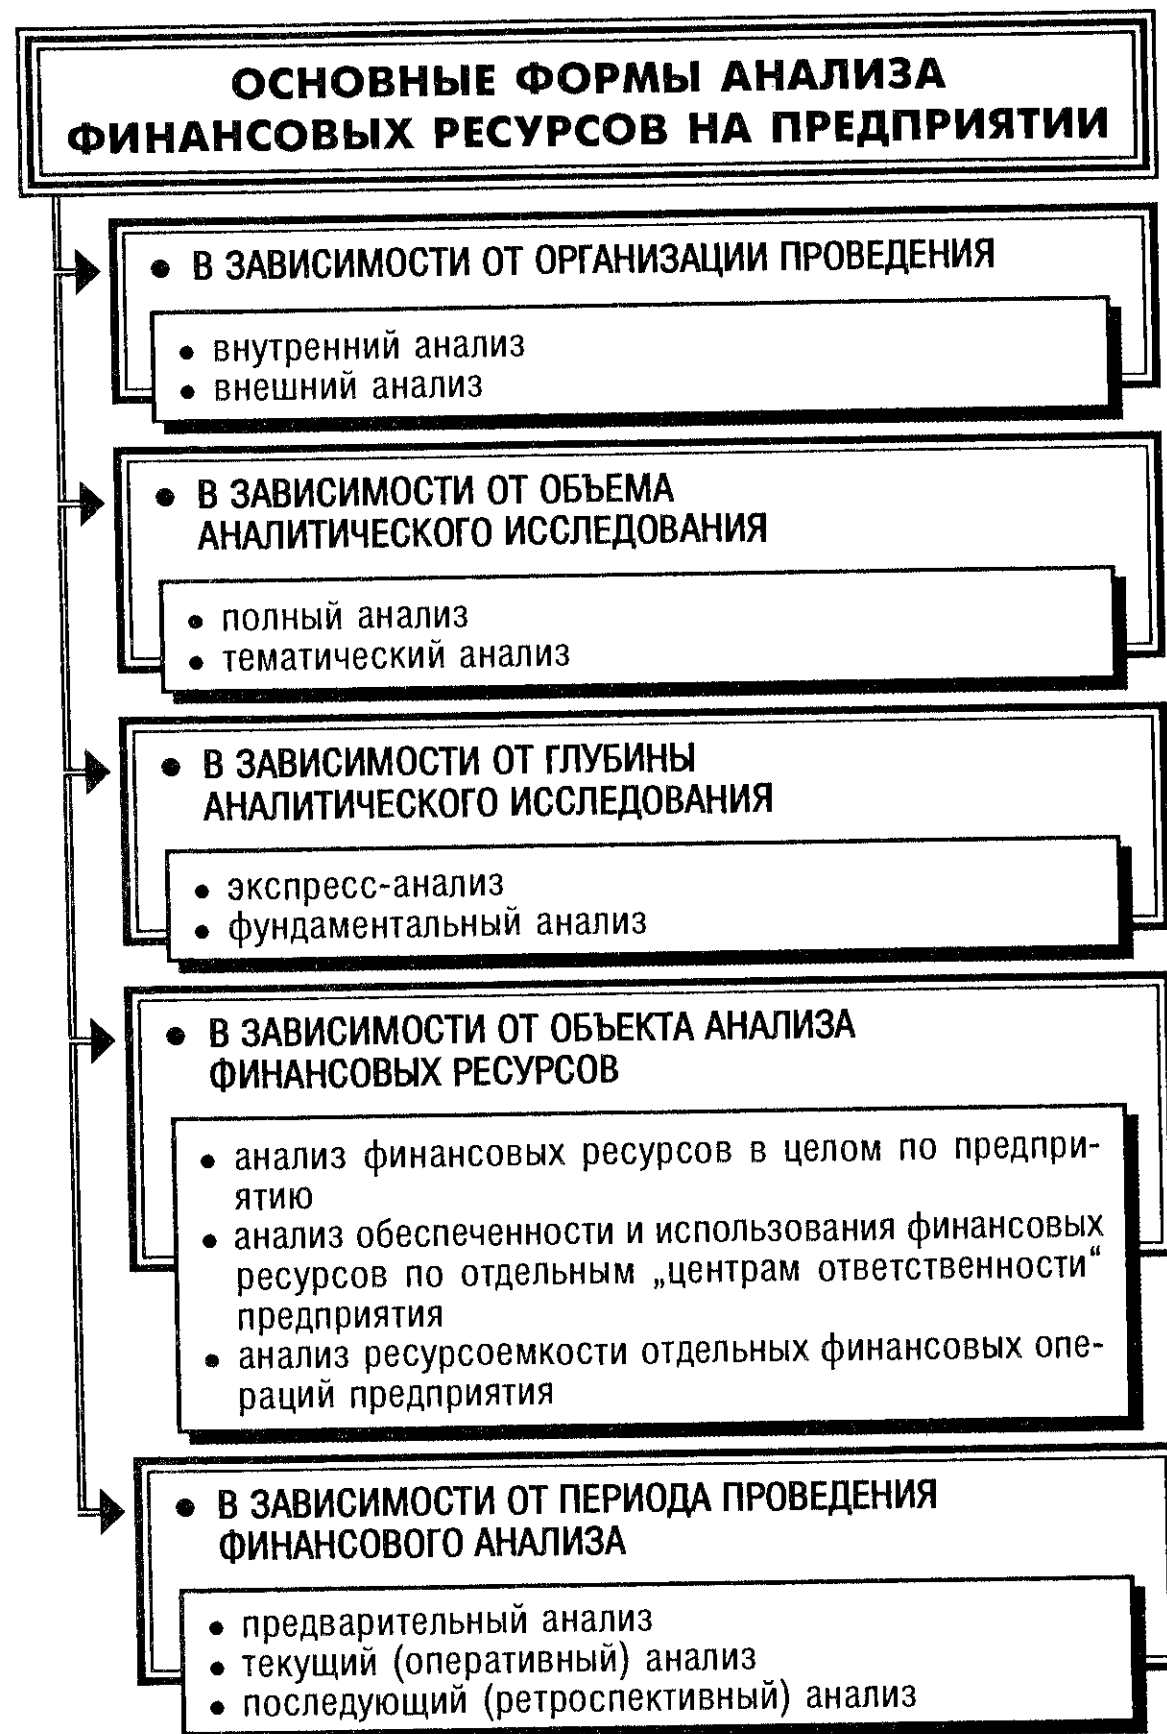 ОСНОВНЫЕ ФОРМЫ АНАЛИЗА
ФИНАНСОВЫХ РЕСУРСОВ НА ПРЕДПРИЯТИИ
• В ЗАВИСИМОСТИ ОТ ОРГАНИЗАЦИИ ПРОВЕДЕНИЯ
• внутренний анализ
• внешний анализ
• В ЗАВИСИМОСТИ ОТ ОБЪЕМА
АНАЛИТИЧЕСКОГО ИССЛЕДОВАНИЯ
• полный анализ
• тематический анализ
• В ЗАВИСИМОСТИ ОТ ГЛУБИНЫ
АНАЛИТИЧЕСКОГО ИССЛЕДОВАНИЯ
• экспресс-анализ
• фундаментальный анализ
• В ЗАВИСИМОСТИ ОТ ОБЪЕКТА АНАЛИЗА
ФИНАНСОВЫХ РЕСУРСОВ
• анализ финансовых ресурсов в целом по предпри-
ятию
• анализ обеспеченности и использования финансовых
ресурсов по отдельным „центрам ответственности“
предприятия
• анализ ресурсоемкости отдельных финансовых опе-
раций предприятия
• В ЗАВИСИМОСТИ ОТ ПЕРИОДА ПРОВЕДЕНИЯ
ФИНАНСОВОГО АНАЛИЗА
• предварительный анализ
• текущий (оперативный) анализ
• последующий (ретроспективный) анализ